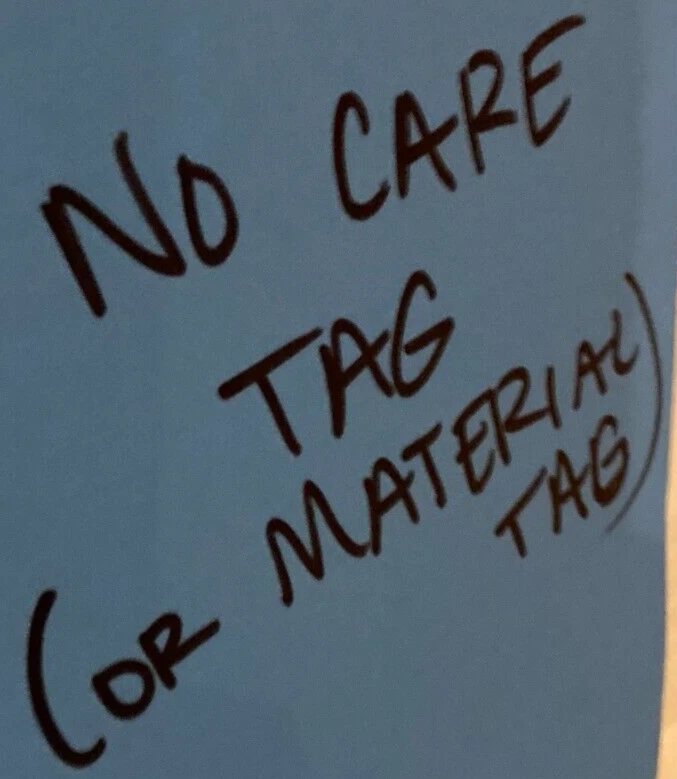 NO CARE
TAG
(OR MATERIAL
TAG)